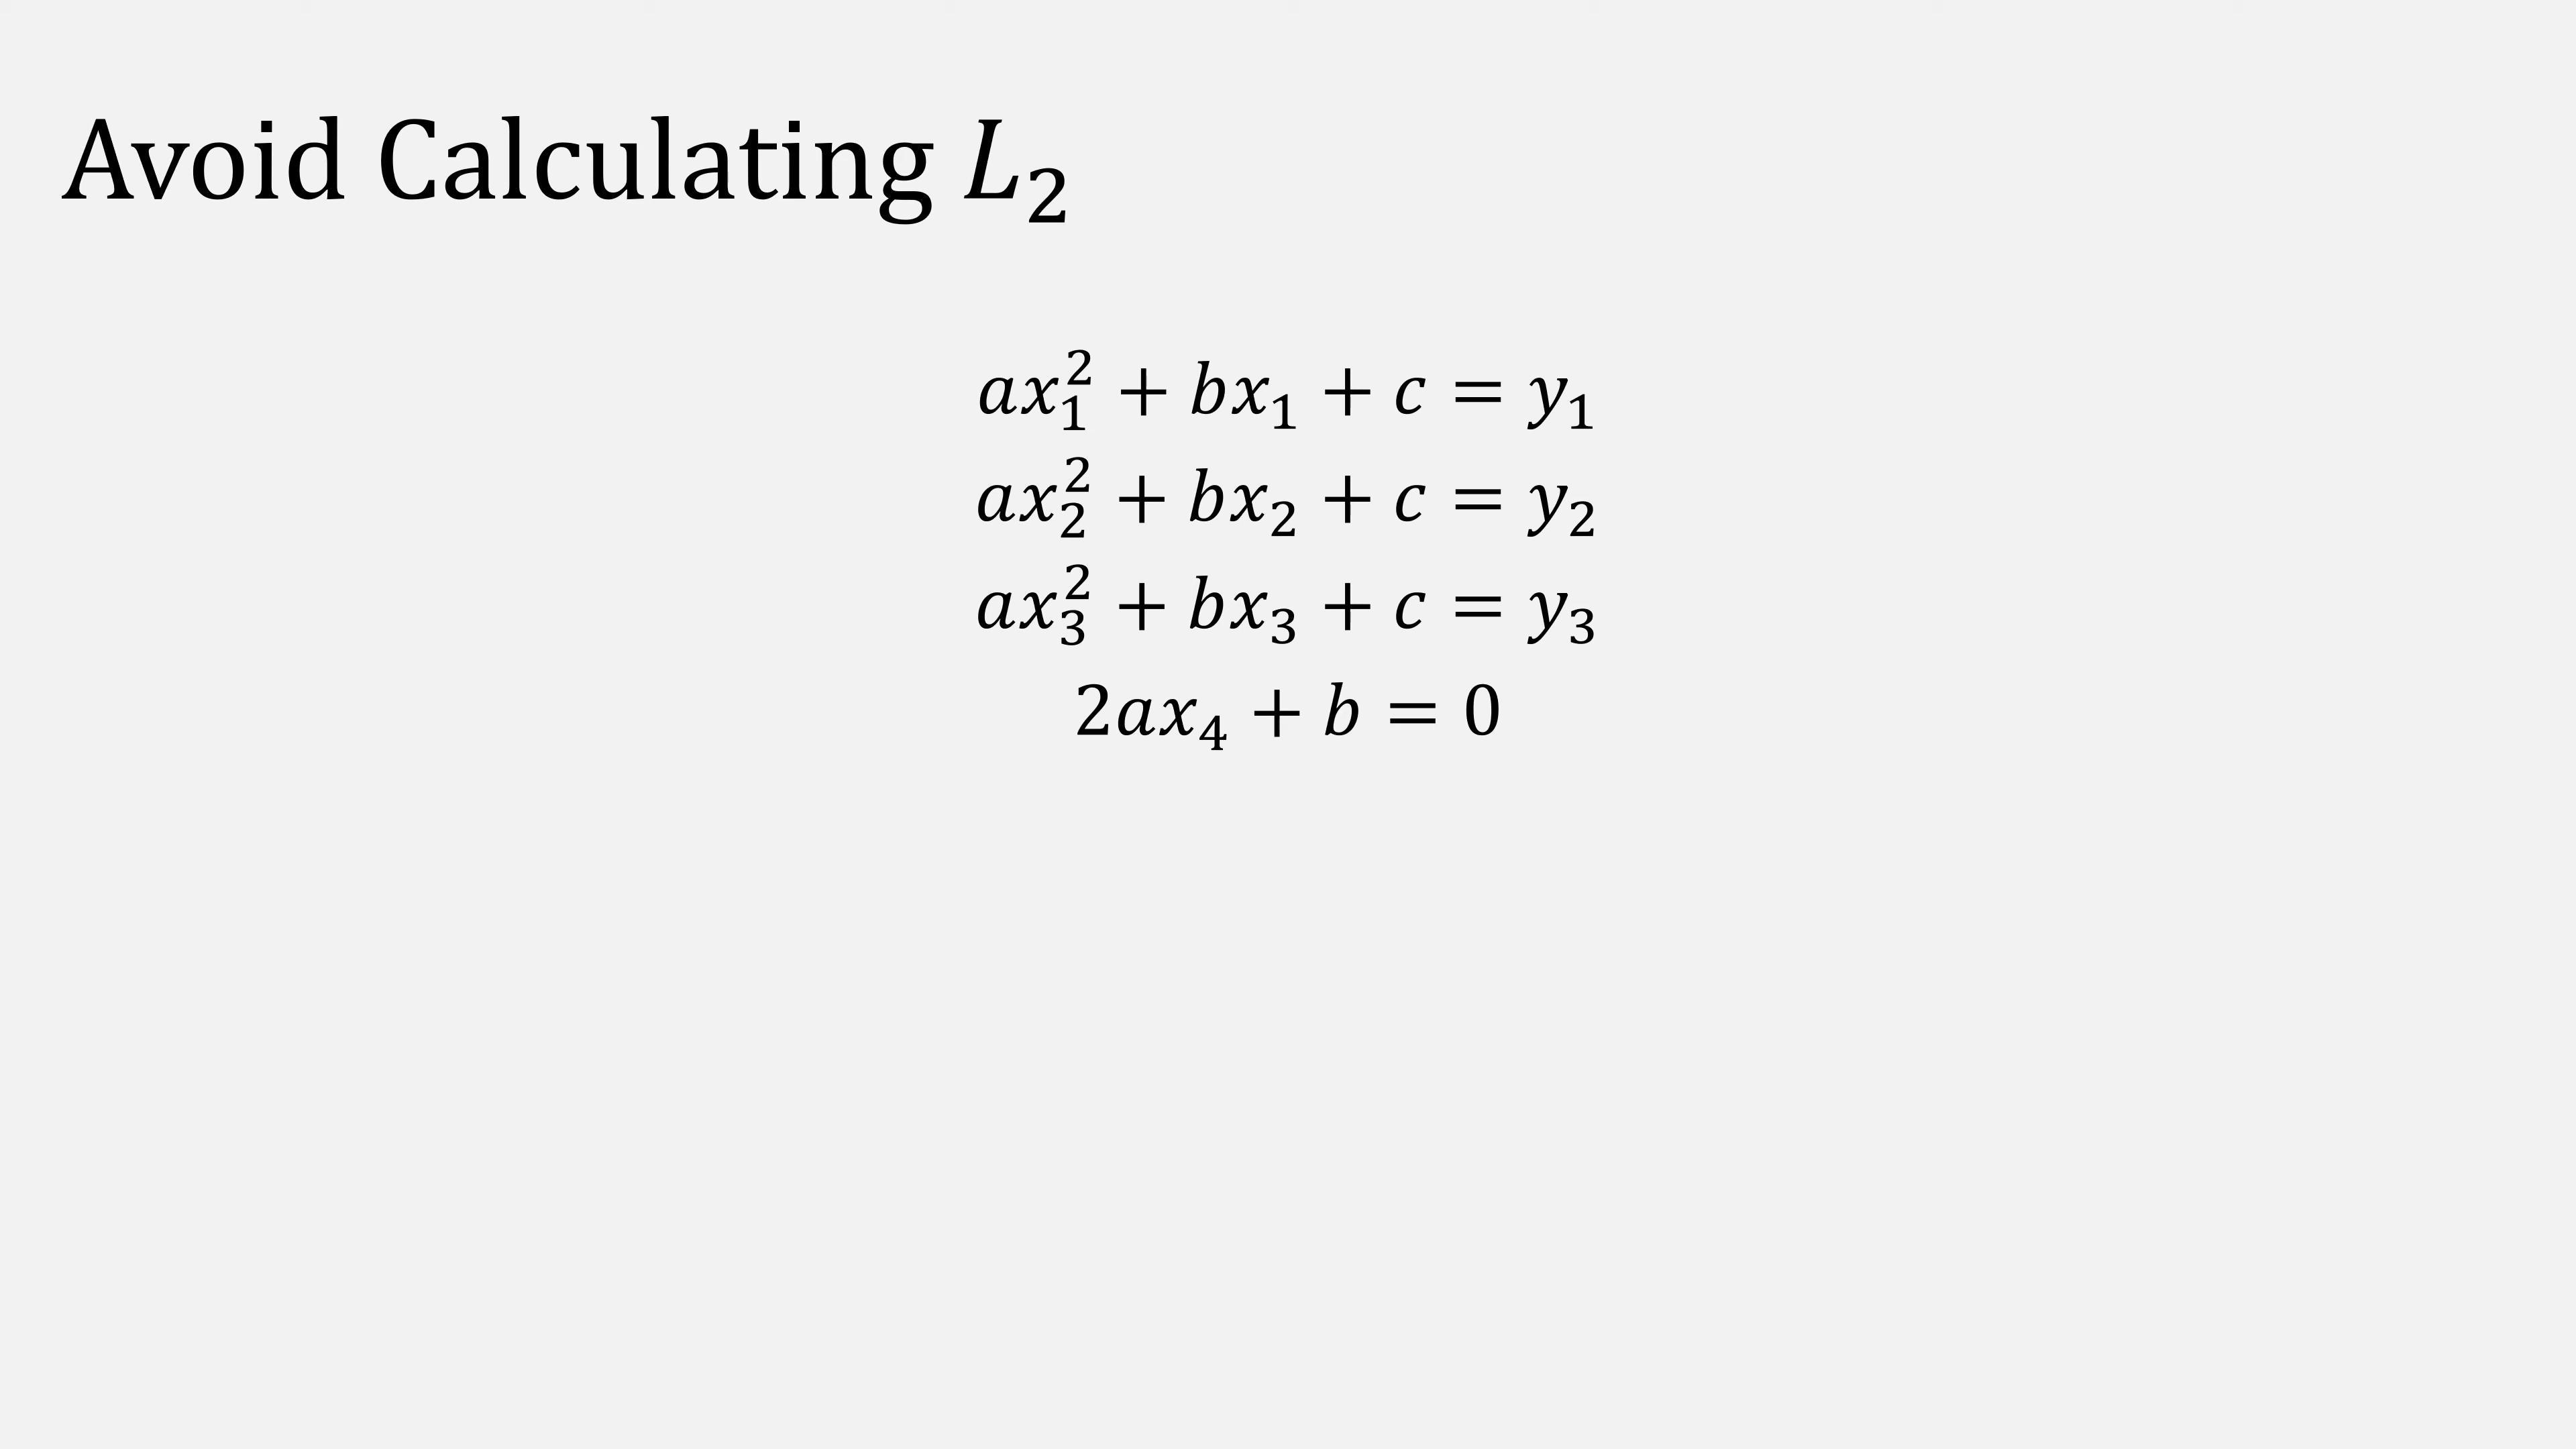 Avoid Calculating L₂
ax₁² + bx₁ + c = y₁
ax₂² + bx₂ + c = y₂
ax₃² + bx₃ + c = y₃
2ax₄ + b = 0